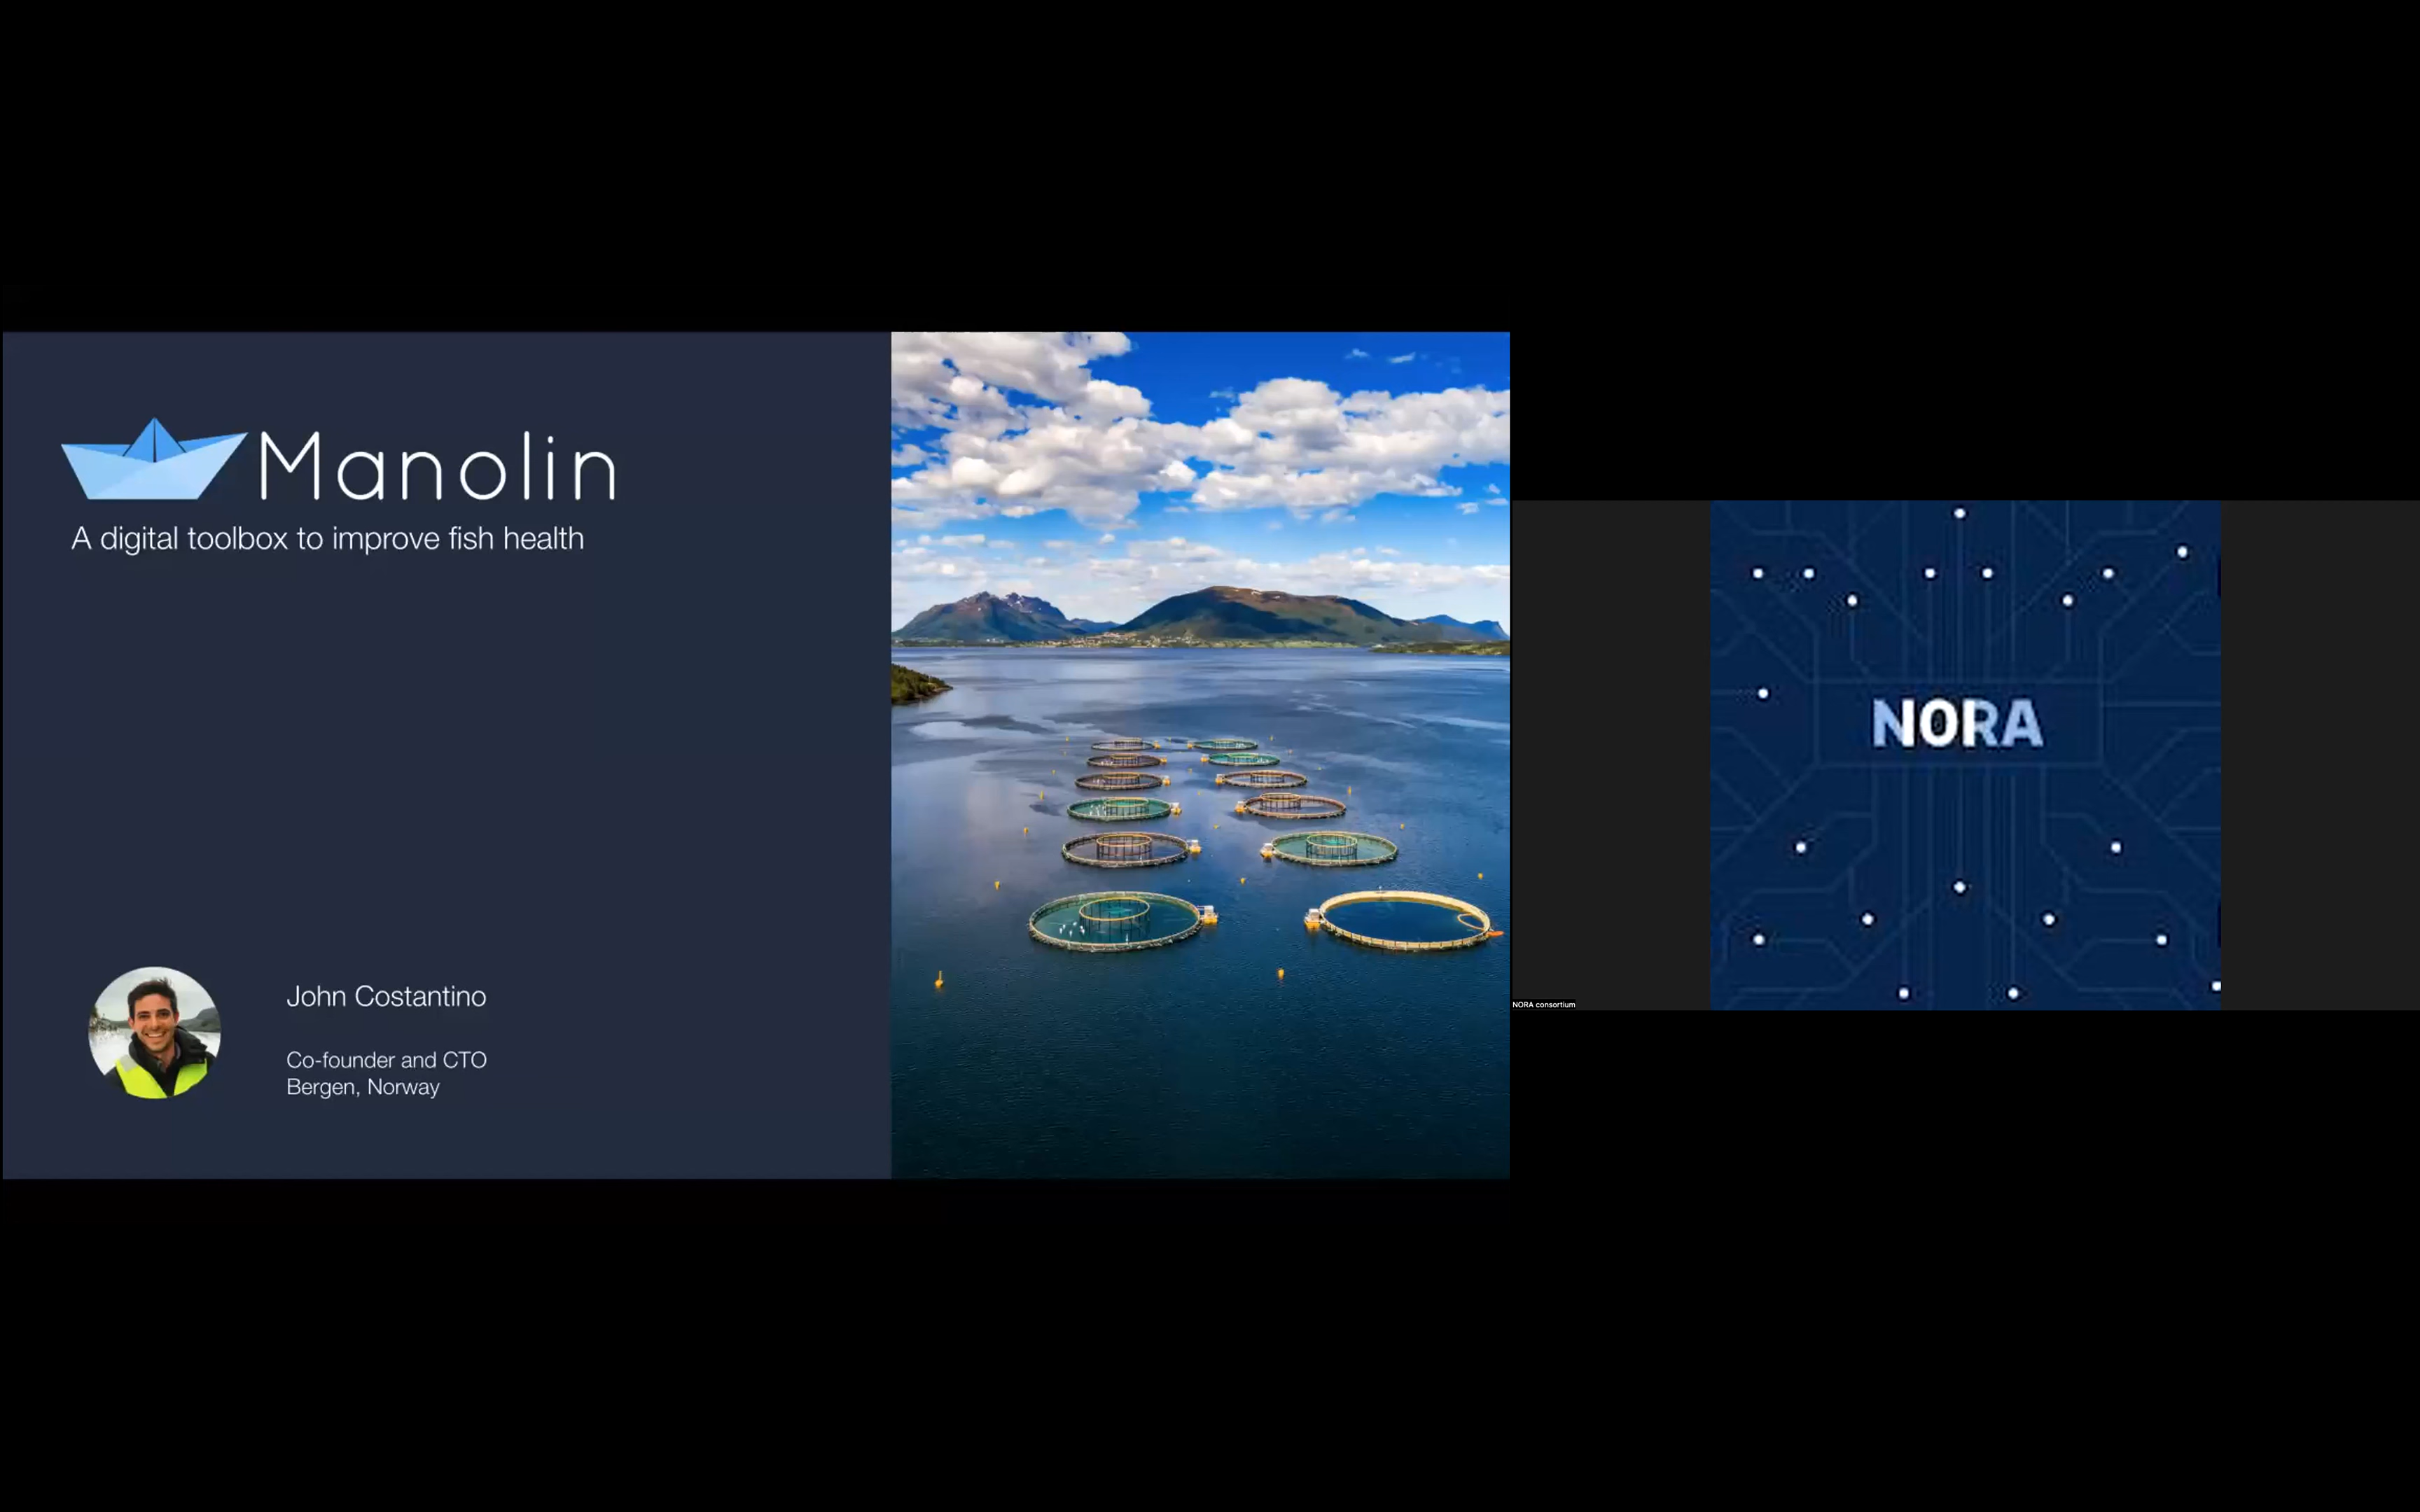 Manolin
A digital toolbox to improve fish health
John Costantino
Co-founder and CTO
Bergen, Norway
NORA
NORA consortium